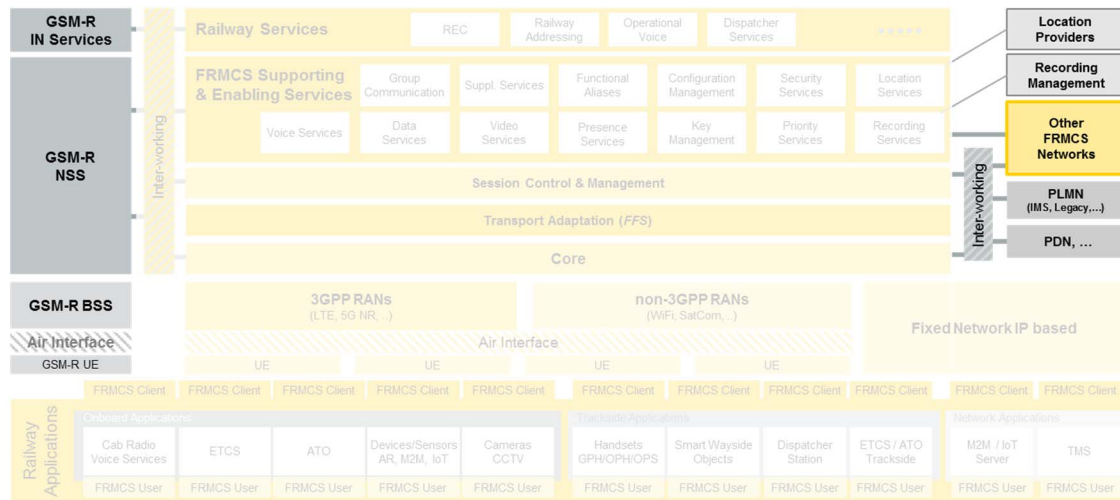 GSM-R
IN Services
Railway Services
REC
Railway
Addressing
Operational
Voice
Dispatcher
Services
.....
Location
Providers
GSM-R
NSS
Inter-working
FRMCS Supporting
& Enabling Services
Group
Communication
Suppl. Services
Functional
Aliases
Configuration
Management
Security
Services
Location
Services
Voice Services
Data
Services
Video
Services
Presence
Services
Key
Management
Priority
Services
Recording
Services
Recording
Management
Other
FRMCS
Networks
Inter-working
PLMN
(IMS, Legacy,...)
PDN, ...
Session Control & Management
Transport Adaptation (FFS)
Core
GSM-R BSS
3GPP RANs
(LTE, 5G NR, ..)
non-3GPP RANs
(WiFi, SatCom, ..)
Fixed Network IP based
Air Interface
Air Interface
GSM-R UE
UE
UE
UE
UE
FRMCS Client
FRMCS Client
FRMCS Client
FRMCS Client
FRMCS Client
FRMCS Client
FRMCS Client
FRMCS Client
FRMCS Client
FRMCS Client
FRMCS Client
Railway
Applications
Onboard Applications
Trackside Applications
Network Applications
Cab Radio
Voice Services
ETCS
ATO
Devices/Sensors
AR, M2M, IoT
Cameras
CCTV
Handsets
GPH/OPH/OPS
Smart Wayside
Objects
Dispatcher
Station
ETCS / ATO
Trackside
M2M / IoT
Server
TMS
FRMCS User
FRMCS User
FRMCS User
FRMCS User
FRMCS User
FRMCS User
FRMCS User
FRMCS User
FRMCS User
FRMCS User
FRMCS User